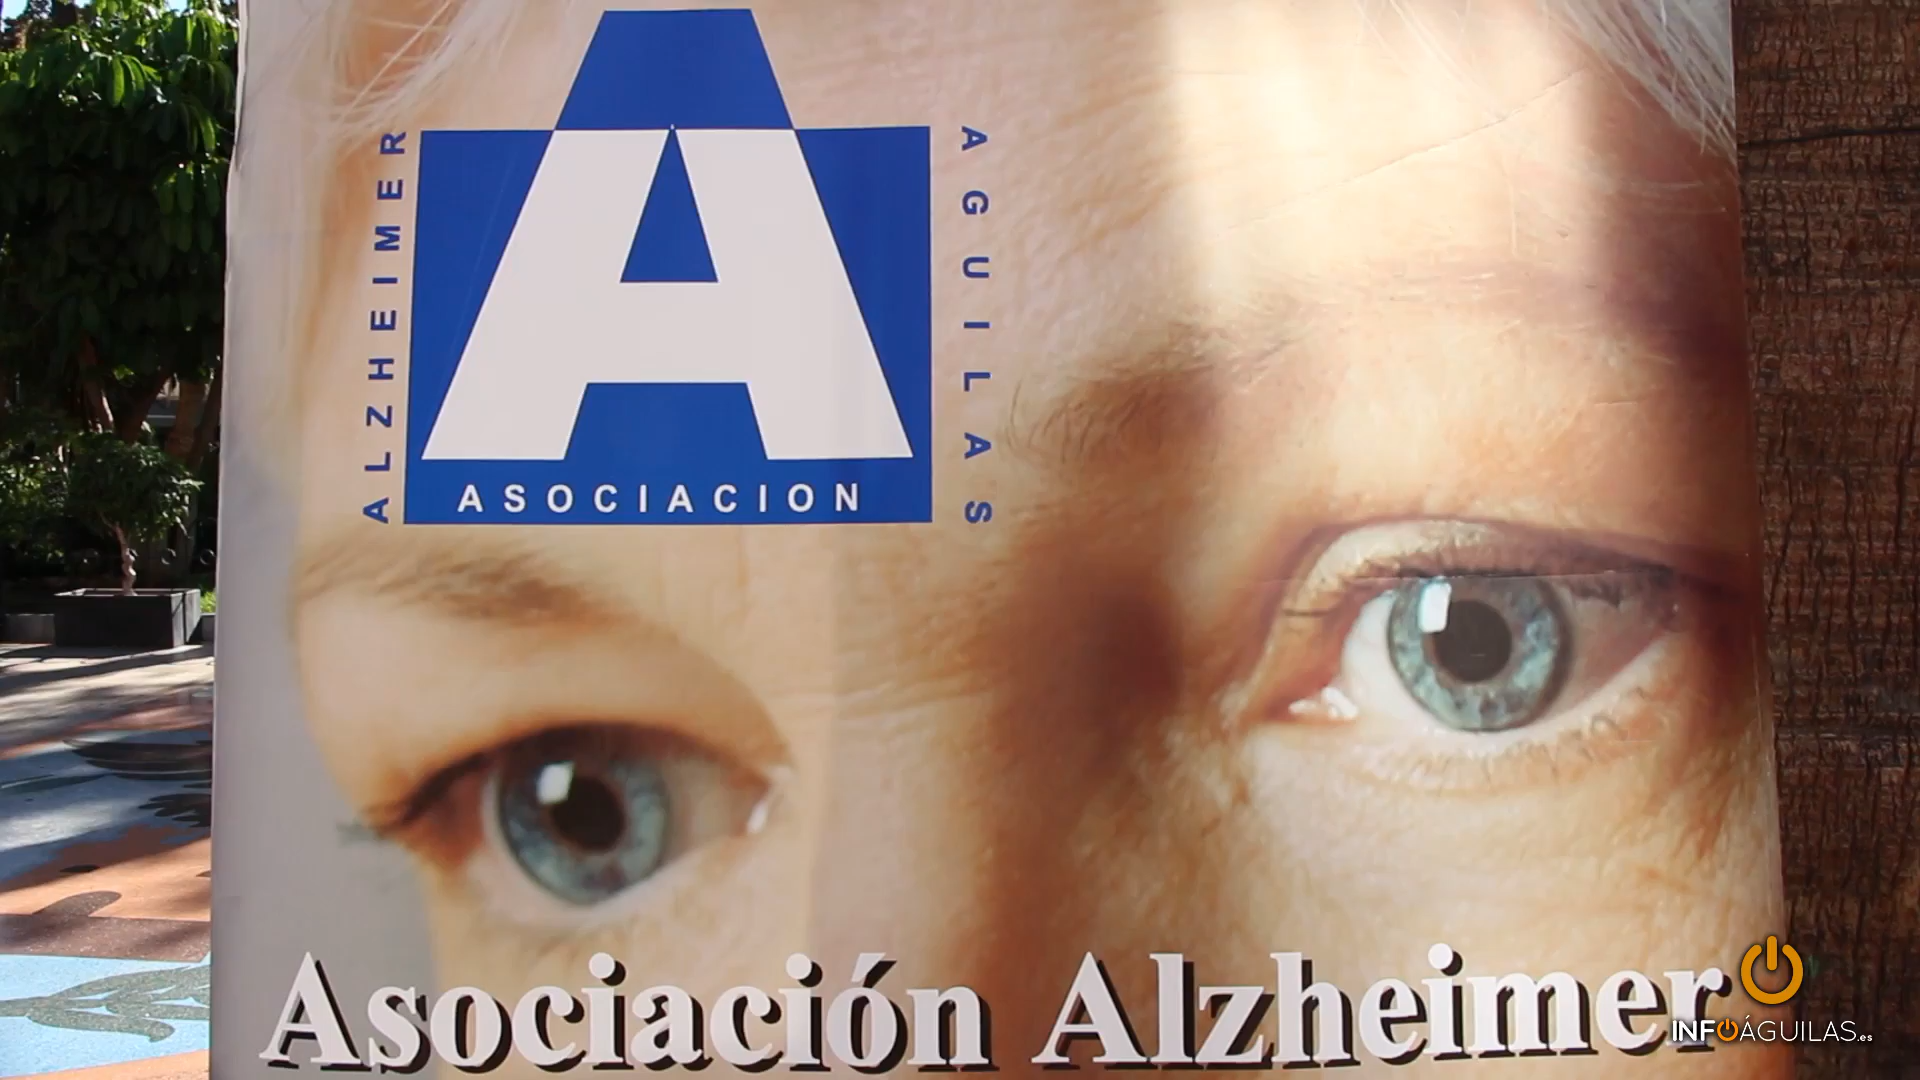 A
ALZHEIMER
AGUILAS
ASOCIACION
Asociación Alzheimer
INFOÁGUILAS.es